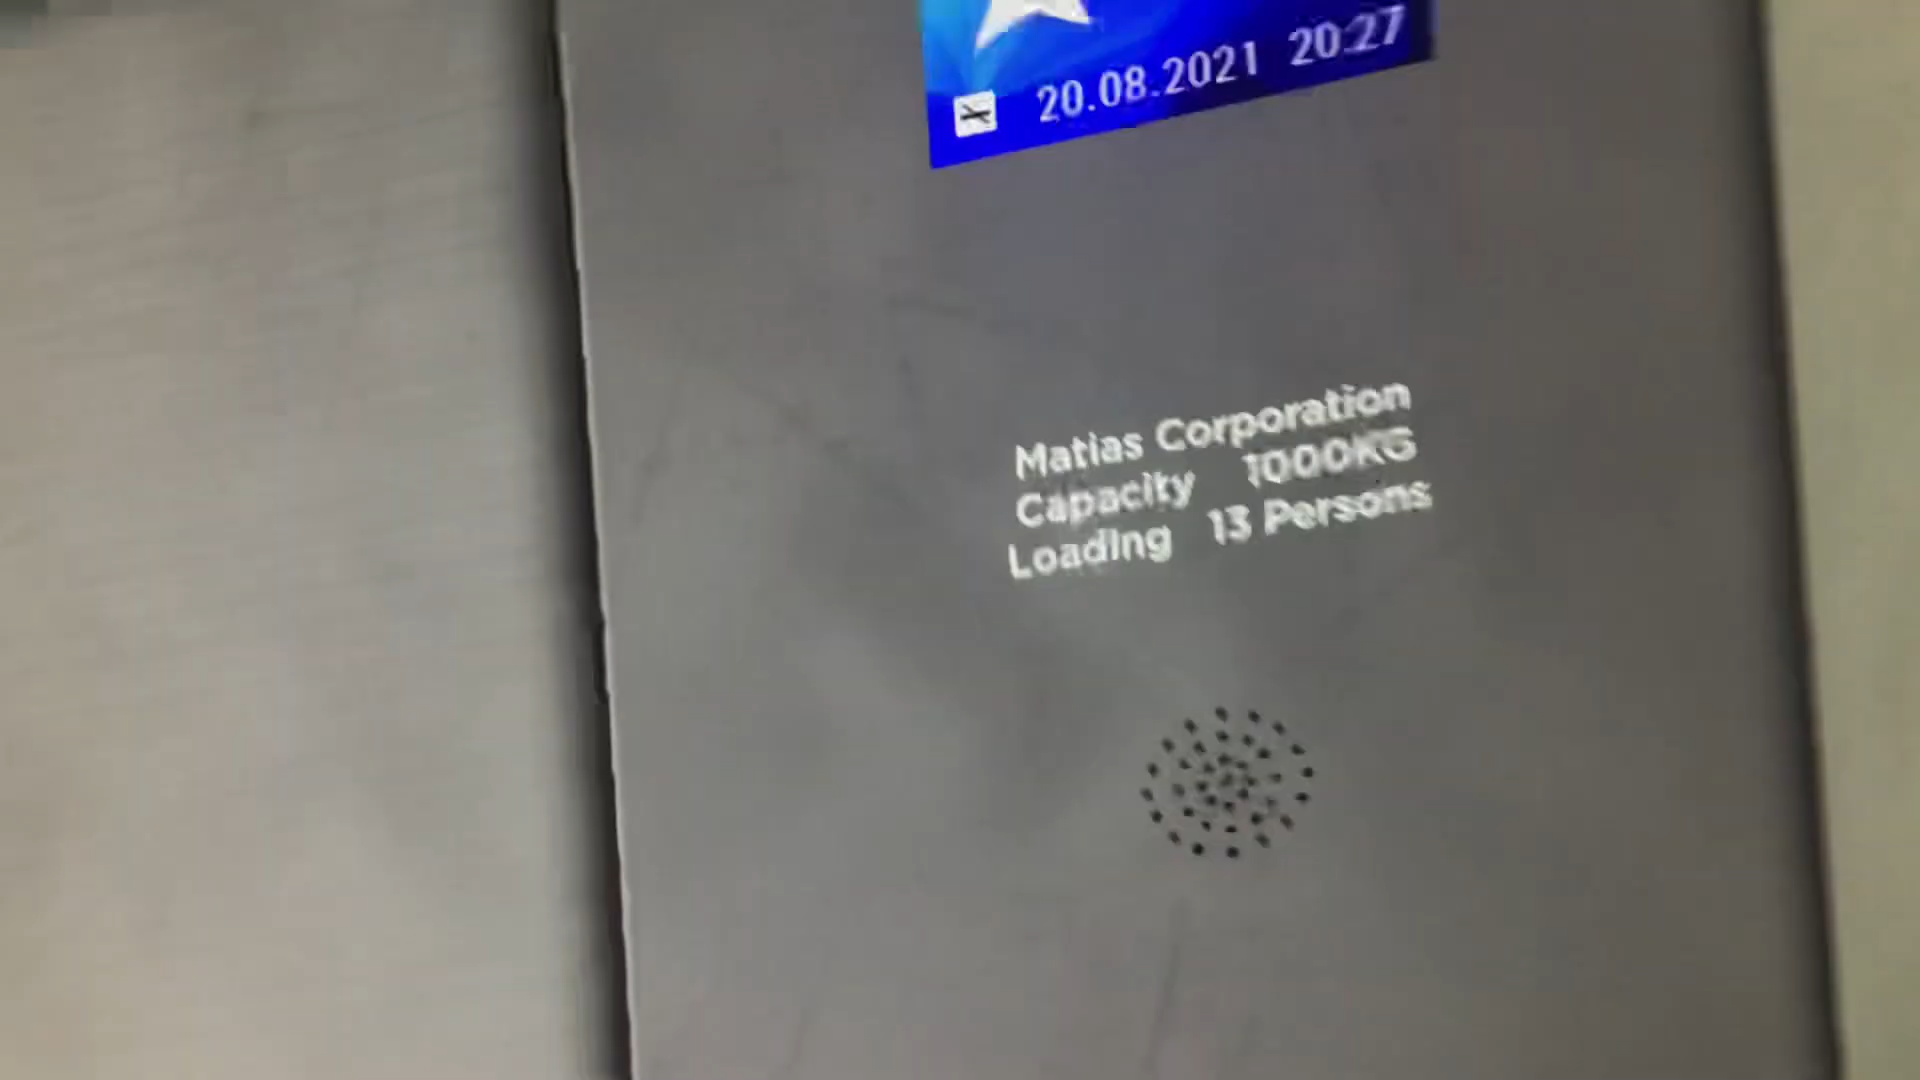 20.08.2021 20:27
Matias Corporation
Capacity 1000KG
Loading 13 Persons